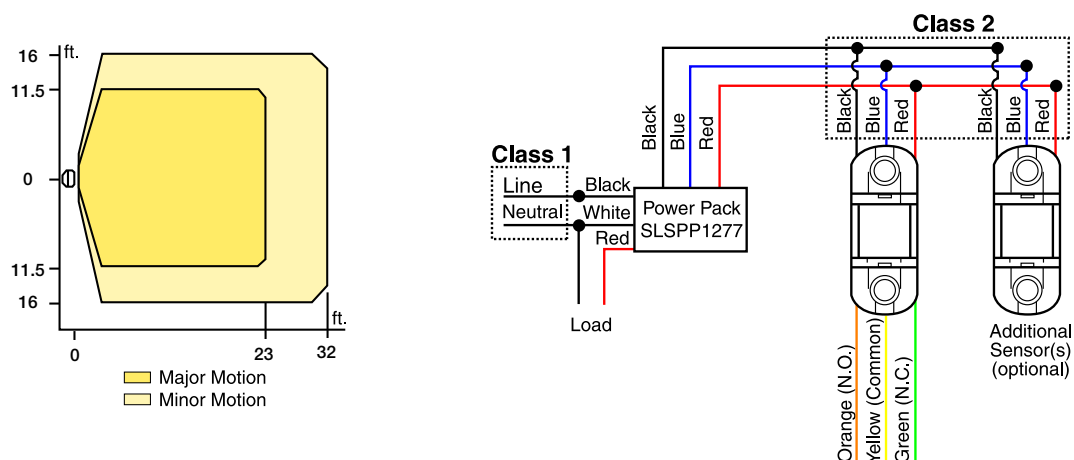 16 ft.
11.5
0
11.5
16
ft.
0 23 32
Major Motion
Minor Motion
Class 2
Black Blue Red
Black Blue Red
Black Blue Red
Class 1
Line Black
Neutral White
Red
Power Pack
SLSPP1277
Load
Additional
Sensor(s)
(optional)
Orange (N.O.)
Yellow (Common)
Green (N.C.)